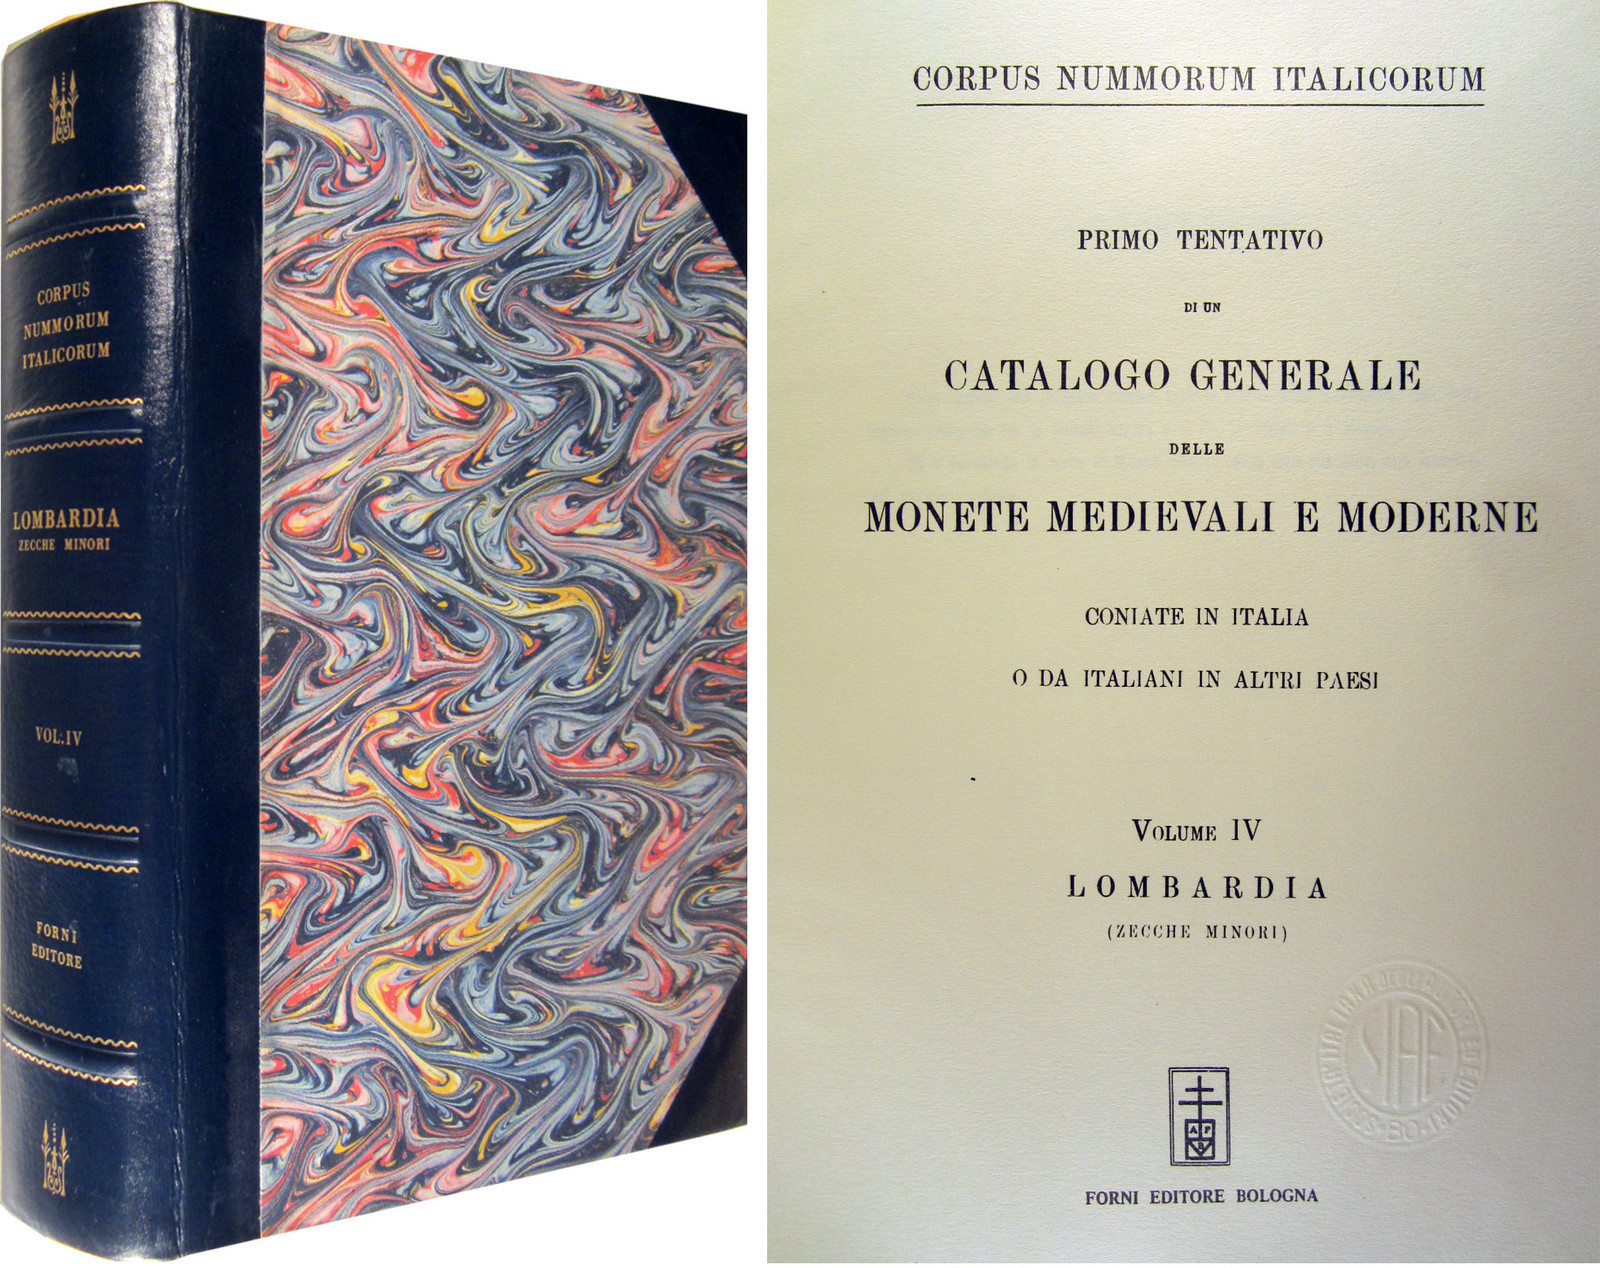 CORPUS
NUMMORUM
ITALICORUM
LOMBARDIA
ZECCHE MINORI
VOL. IV
FORNI
EDITORE
CORPUS NUMMORUM ITALICORUM
PRIMO TENTATIVO
DI UN
CATALOGO GENERALE
DELLE
MONETE MEDIEVALI E MODERNE
CONIATE IN ITALIA
O DA ITALIANI IN ALTRI PAESI
VOLUME IV
LOMBARDIA
(ZECCHE MINORI)
SIAE
BO
A F
B
FORNI EDITORE BOLOGNA